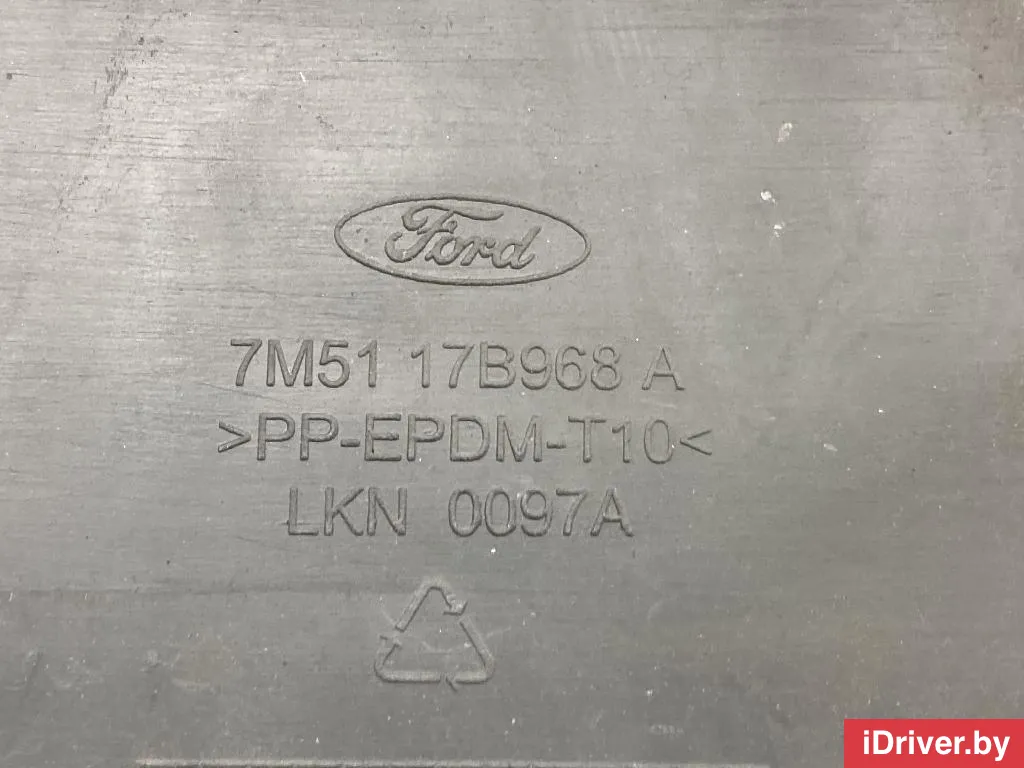 Ford
7M51 17B968 A
>PP-EPDM-T10<
LKN 0097A
iDriver.by